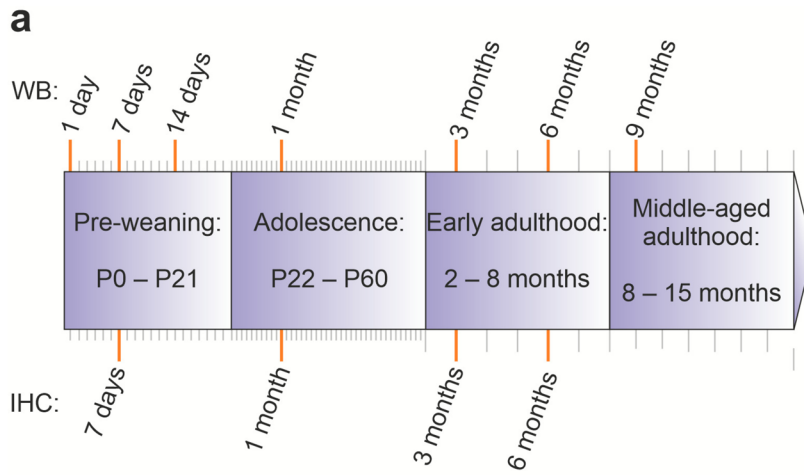 a
WB:
1 day
7 days
14 days
1 month
3 months
6 months
9 months
Pre-weaning:
P0 – P21
Adolescence:
P22 – P60
Early adulthood:
2 – 8 months
Middle-aged
adulthood:
8 – 15 months
IHC:
7 days
1 month
3 months
6 months